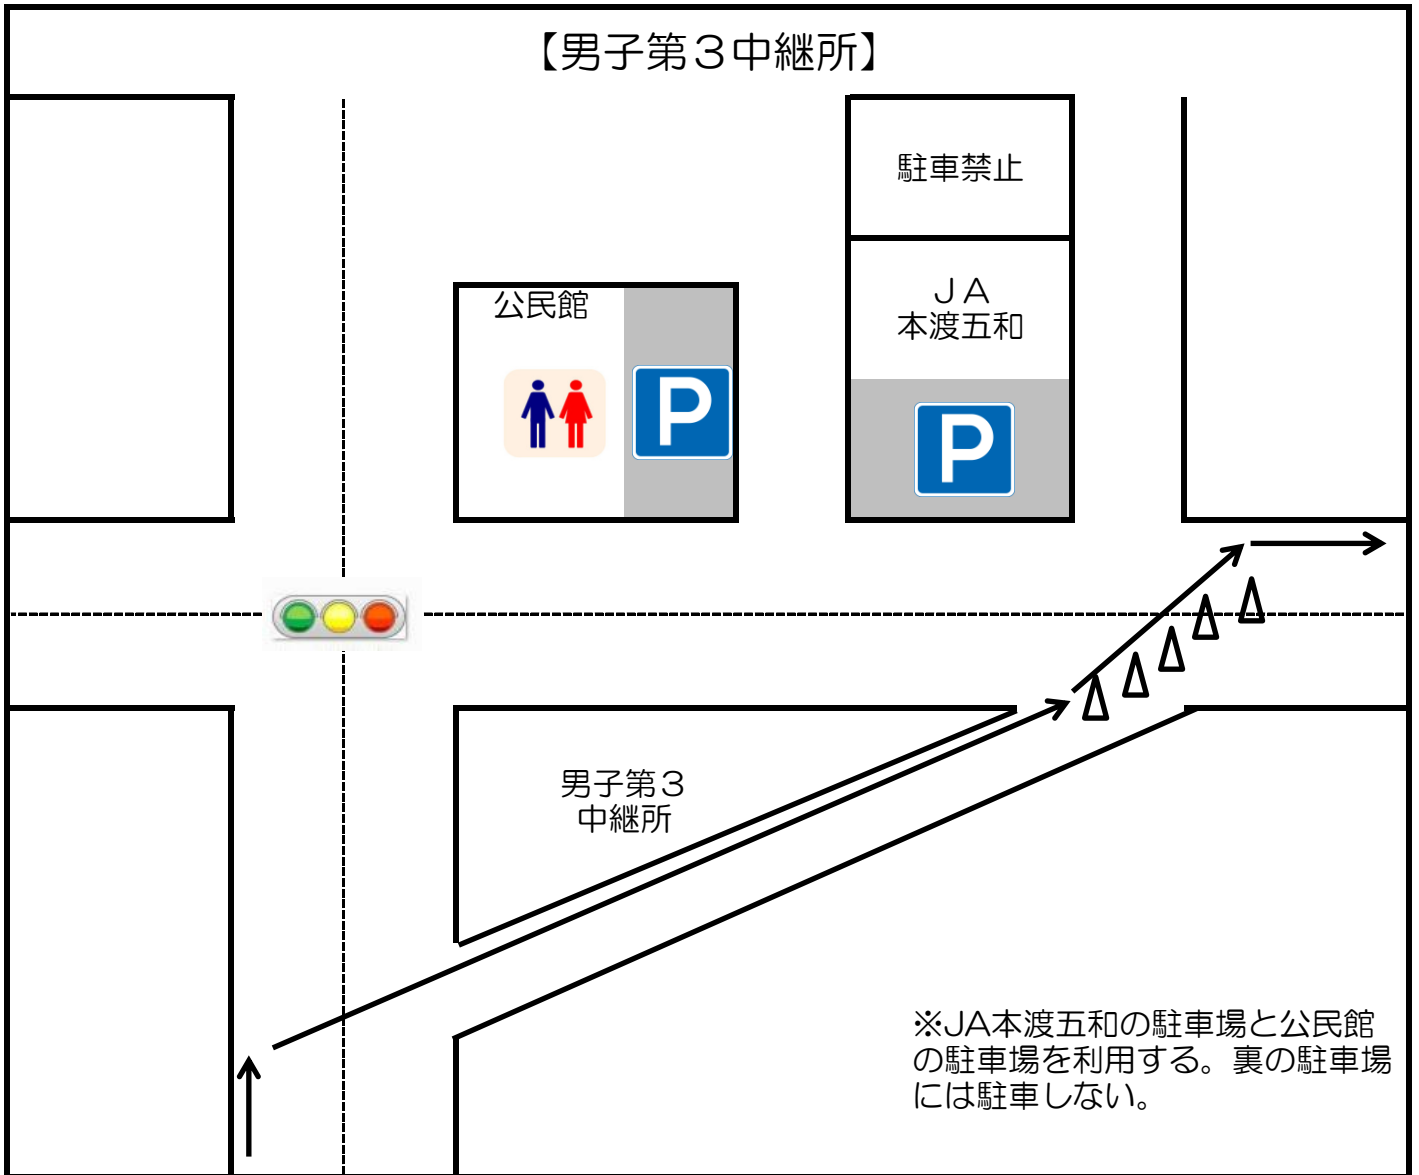 【男子第３中継所】
駐車禁止
ＪＡ
本渡五和
公民館
P
P
男子第３
中継所
※JA本渡五和の駐車場と公民館
の駐車場を利用する。裏の駐車場
には駐車しない。